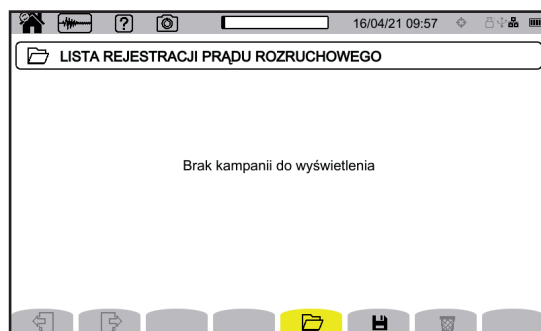 16/04/21 09:57
LISTA REJESTRACJI PRĄDU ROZRUCHOWEGO
Brak kampanii do wyświetlenia